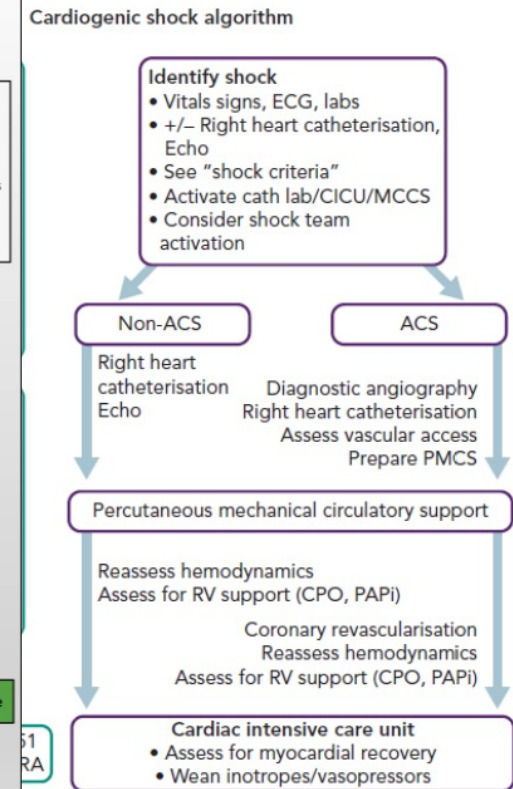 Cardiogenic shock algorithm
Identify shock
• Vitals signs, ECG, labs
• +/– Right heart catheterisation,
Echo
• See "shock criteria"
• Activate cath lab/CICU/MCCS
• Consider shock team
activation
Non-ACS
ACS
Right heart
catheterisation
Echo
Diagnostic angiography
Right heart catheterisation
Assess vascular access
Prepare PMCS
Percutaneous mechanical circulatory support
Reassess hemodynamics
Assess for RV support (CPO, PAPi)
Coronary revascularisation
Reassess hemodynamics
Assess for RV support (CPO, PAPi)
Cardiac intensive care unit
• Assess for myocardial recovery
• Wean inotropes/vasopressors